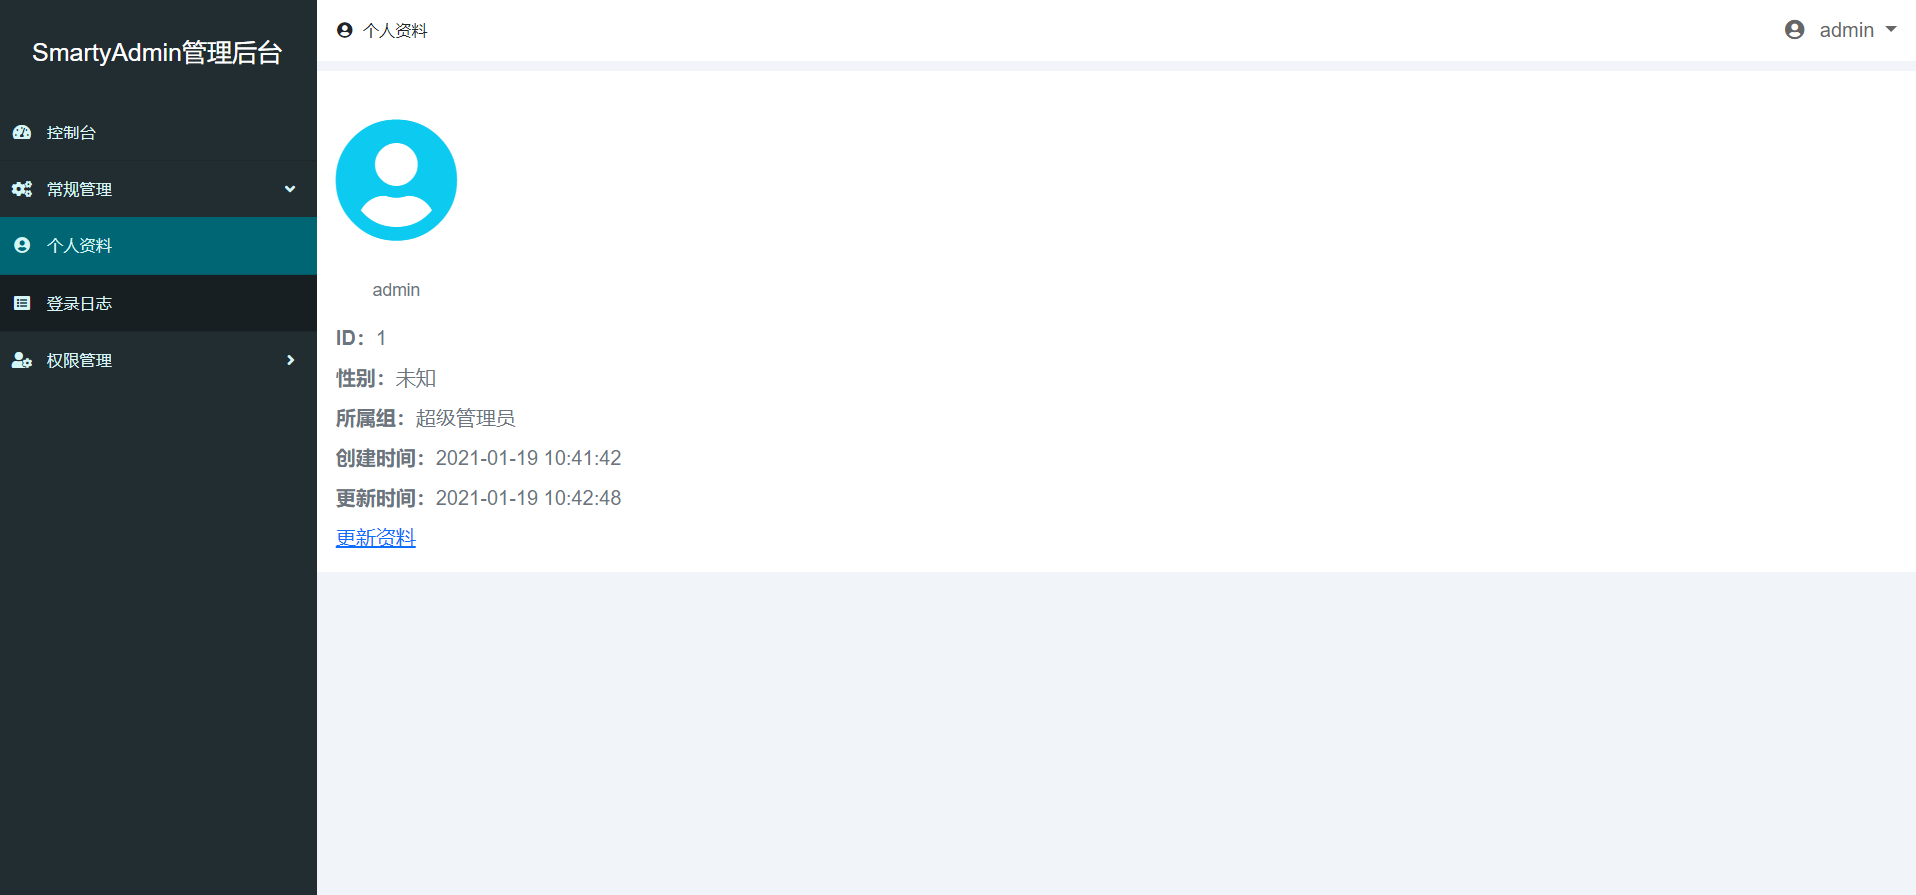 SmartyAdmin管理后台
控制台
常规管理
个人资料
登录日志
权限管理
个人资料
admin
admin
ID：1
性别：未知
所属组：超级管理员
创建时间：2021-01-19 10:41:42
更新时间：2021-01-19 10:42:48
更新资料